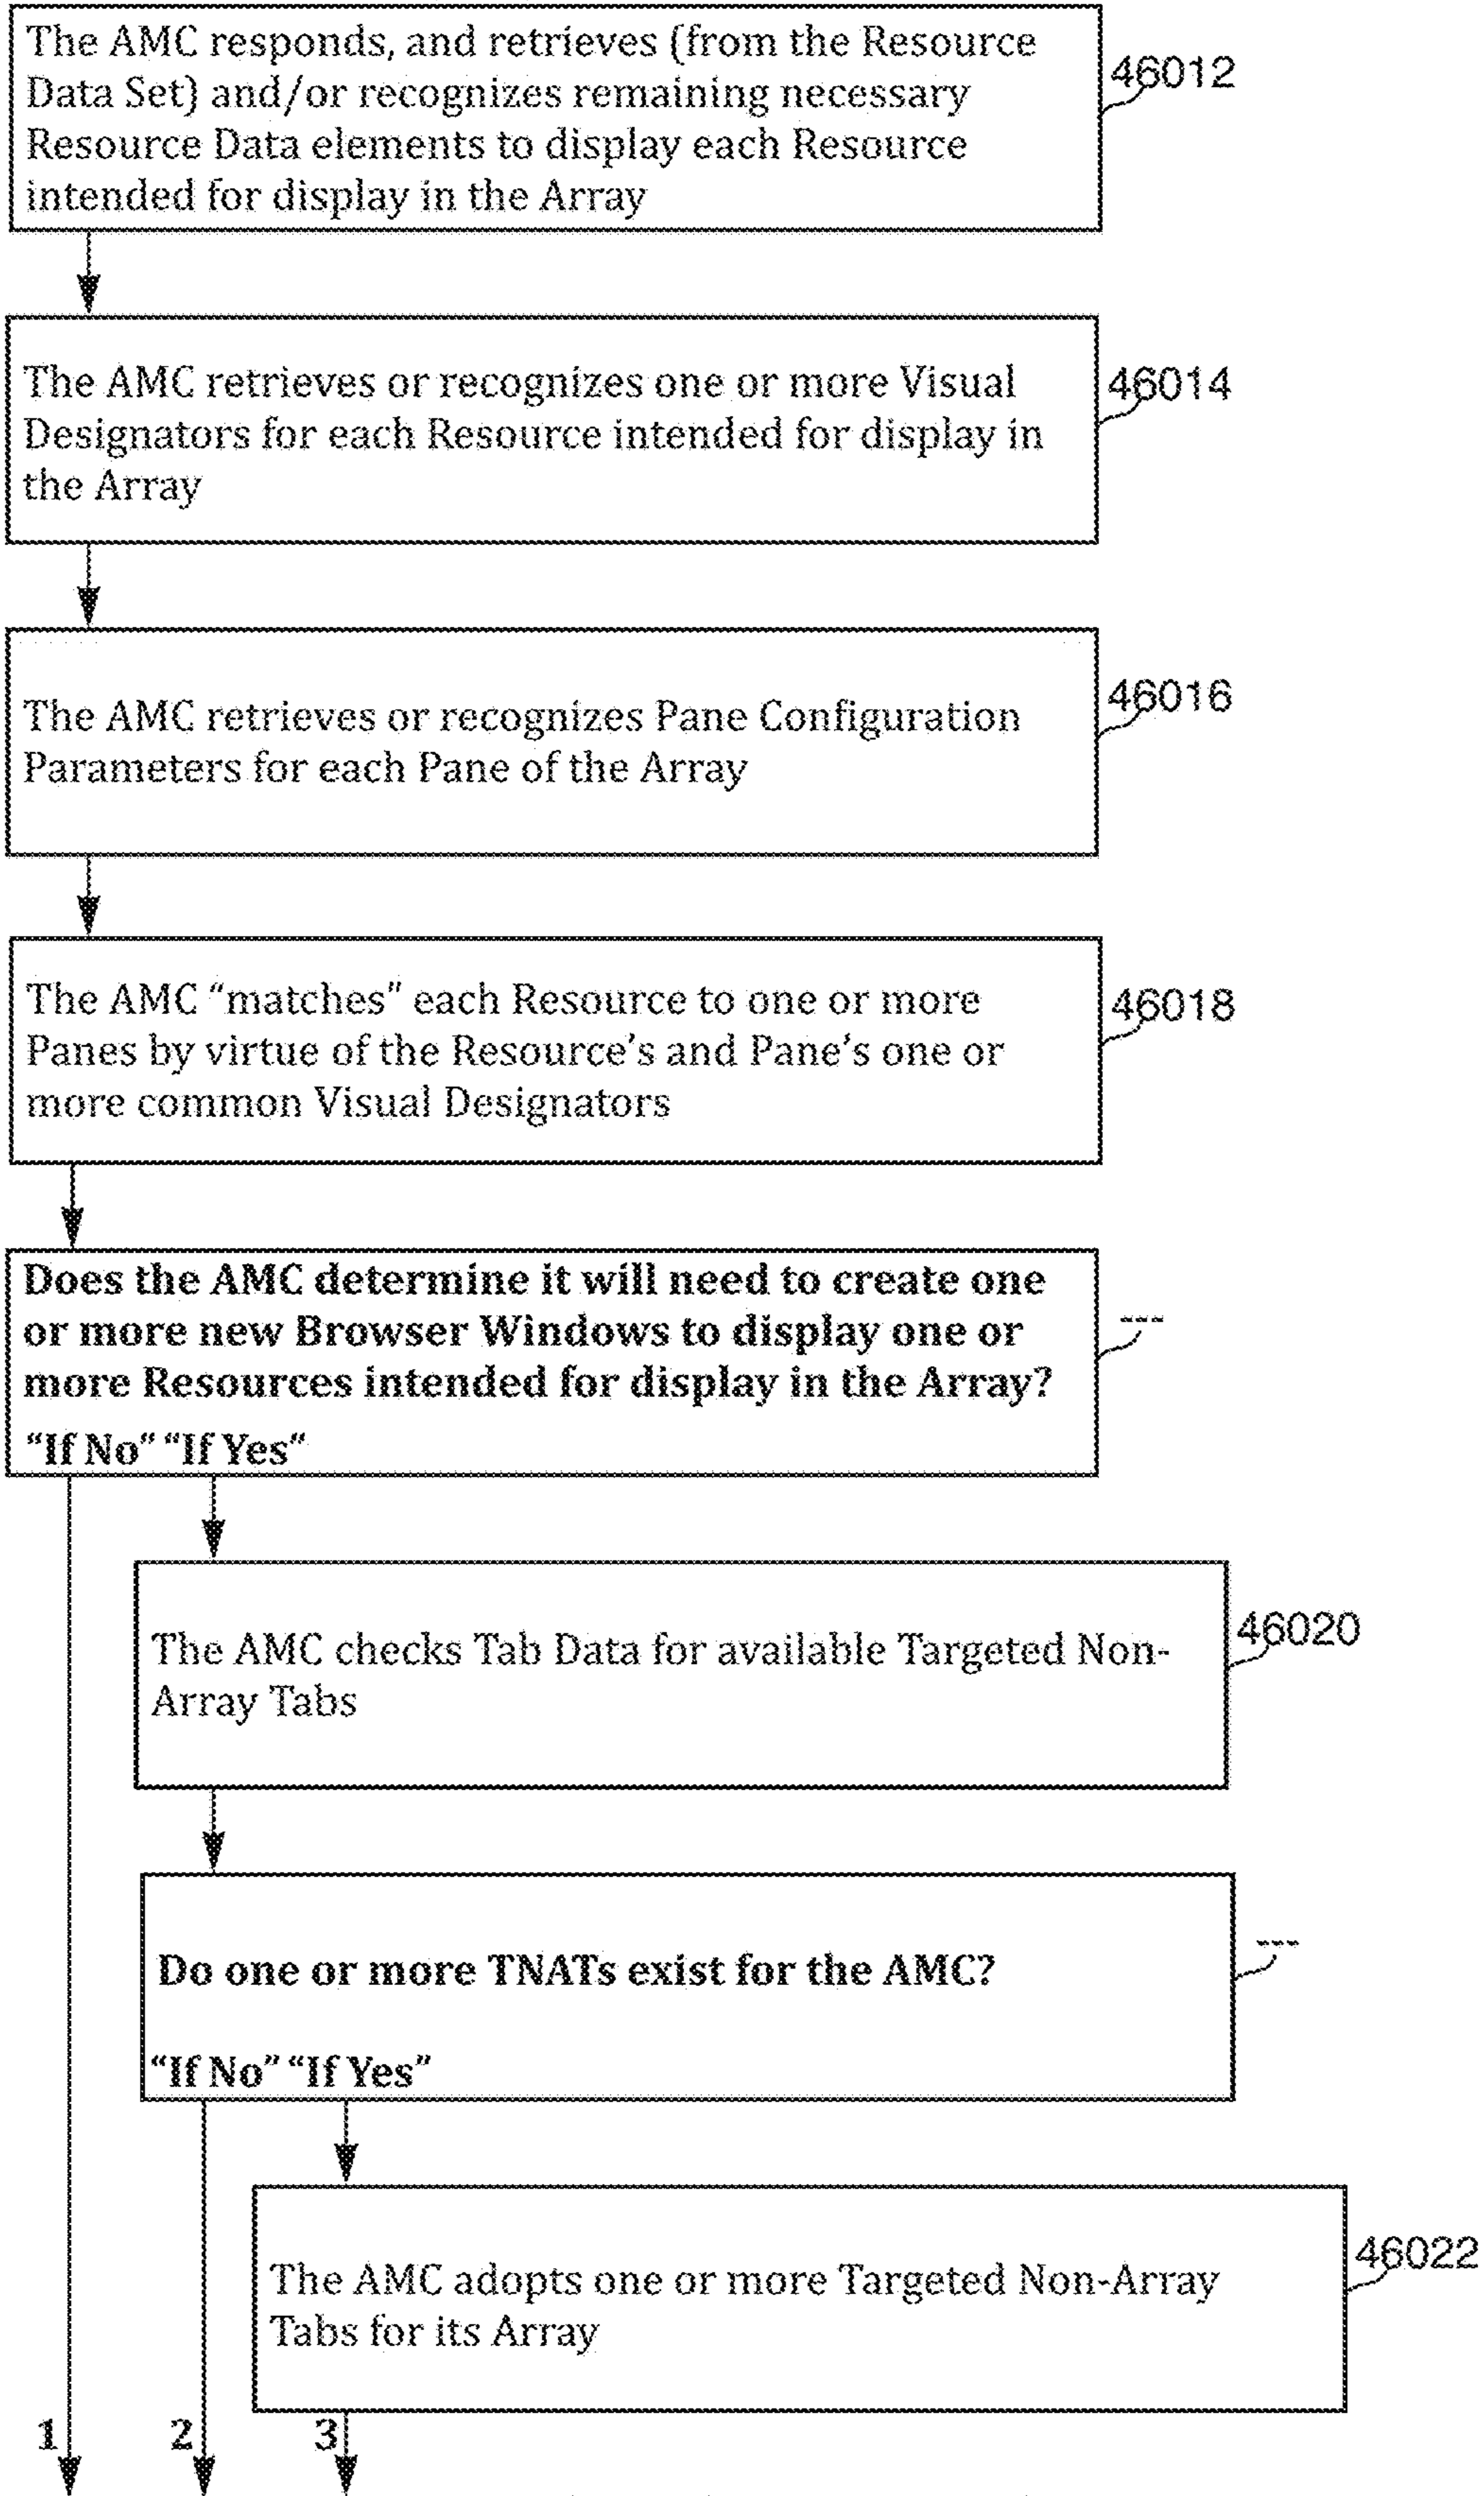 The AMC responds, and retrieves (from the Resource
Data Set) and/or recognizes remaining necessary
Resource Data elements to display each Resource
intended for display in the Array
46012
The AMC retrieves or recognizes one or more Visual
Designators for each Resource intended for display in
the Array
46014
The AMC retrieves or recognizes Pane Configuration
Parameters for each Pane of the Array
46016
The AMC “matches” each Resource to one or more
Panes by virtue of the Resource’s and Pane’s one or
more common Visual Designators
46018
Does the AMC determine it will need to create one
or more new Browser Windows to display one or
more Resources intended for display in the Array?
---
“If No” “If Yes”
The AMC checks Tab Data for available Targeted Non-
Array Tabs
46020
Do one or more TNATs exist for the AMC?
---
“If No” “If Yes”
The AMC adopts one or more Targeted Non-Array
Tabs for its Array
46022
1 2 3